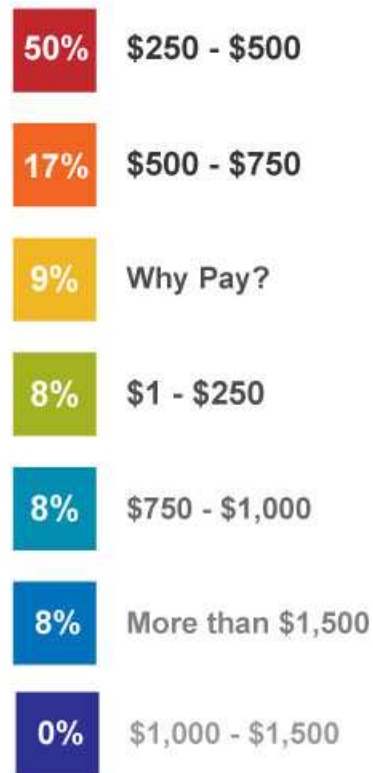 50% $250 - $500
17% $500 - $750
9% Why Pay?
8% $1 - $250
8% $750 - $1,000
8% More than $1,500
0% $1,000 - $1,500